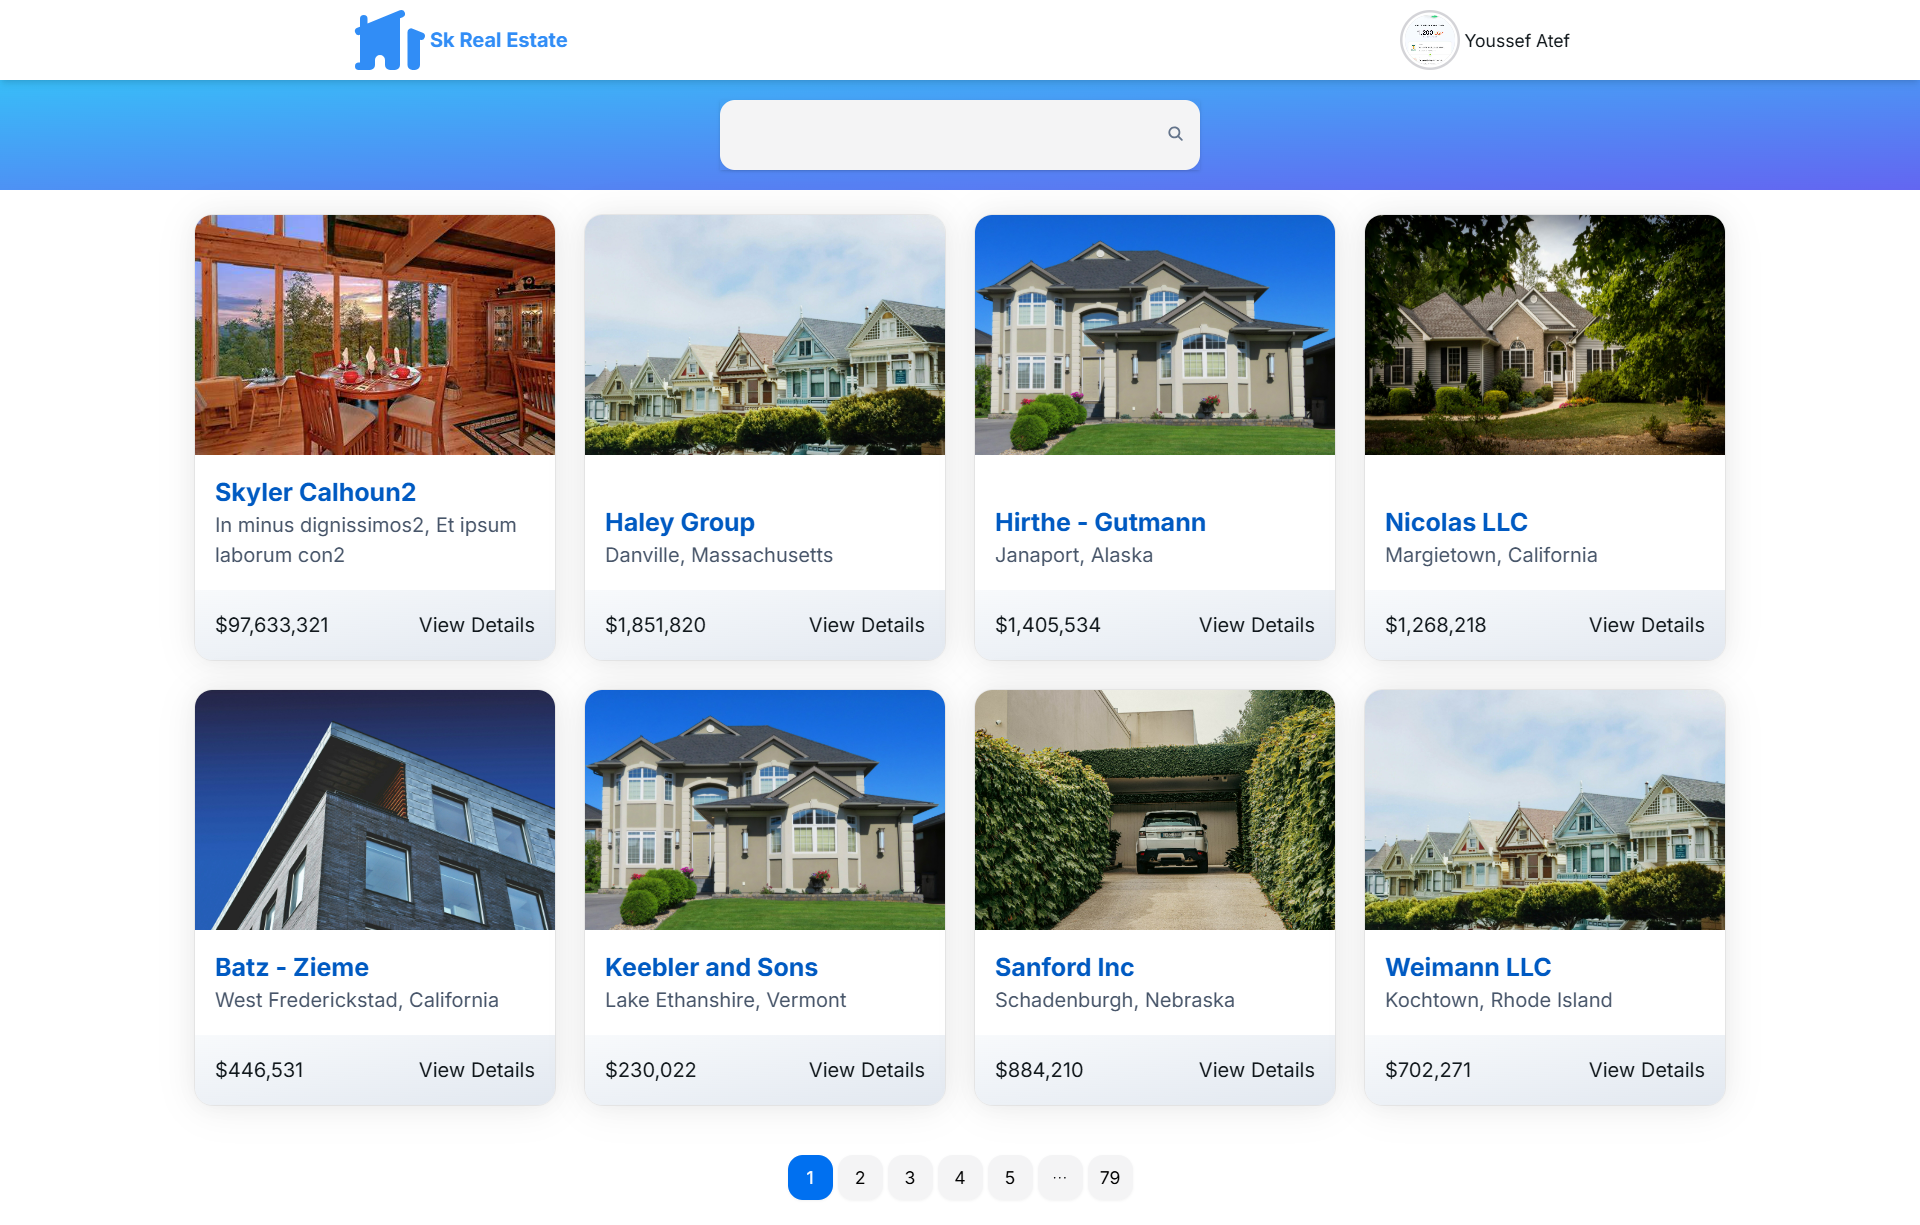 Sk Real Estate
Youssef Atef
Skyler Calhoun2
In minus dignissimos2, Et ipsum
laborum con2
$97,633,321 View Details
Haley Group
Danville, Massachusetts
$1,851,820 View Details
Hirthe - Gutmann
Janaport, Alaska
$1,405,534 View Details
Nicolas LLC
Margietown, California
$1,268,218 View Details
Batz - Zieme
West Frederickstad, California
$446,531 View Details
Keebler and Sons
Lake Ethanshire, Vermont
$230,022 View Details
Sanford Inc
Schadenburgh, Nebraska
$884,210 View Details
Weimann LLC
Kochtown, Rhode Island
$702,271 View Details
1 2 3 4 5 ... 79